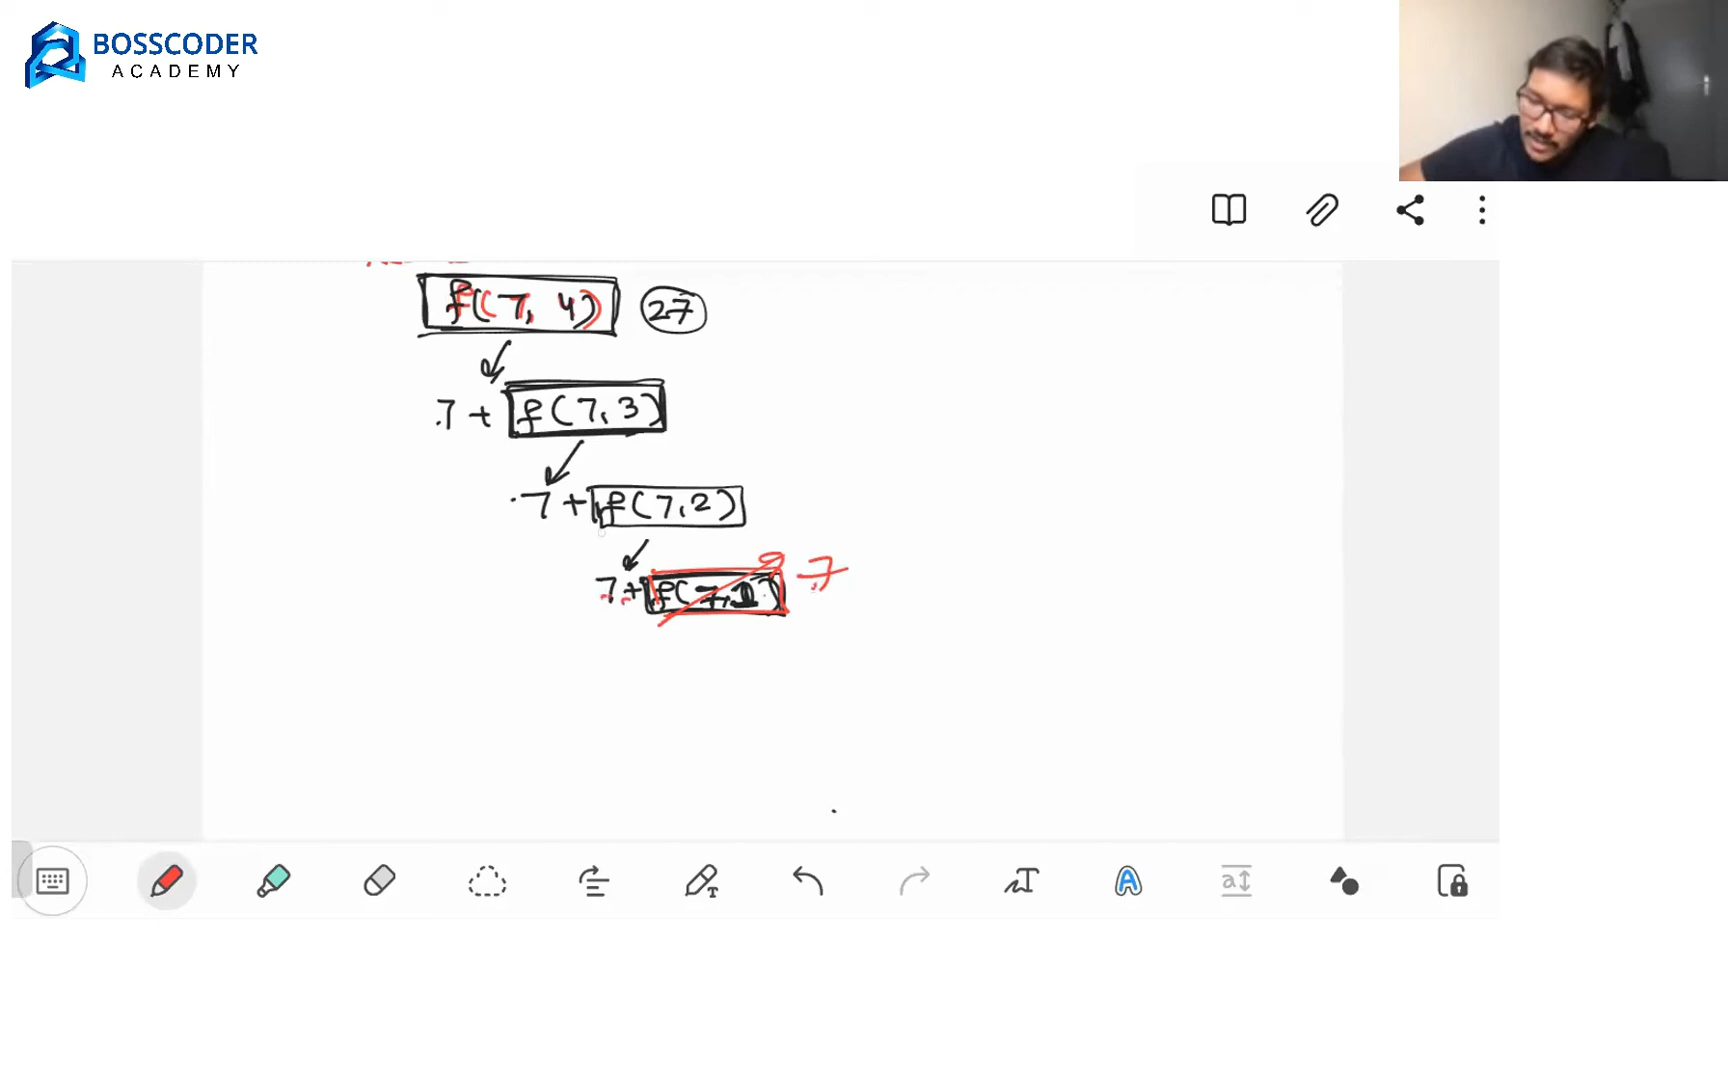 BOSSCODER
ACADEMY
f(7, 4) 27
7 + f(7,3)
7 + f(7,2)
7 + f(7,1) 7